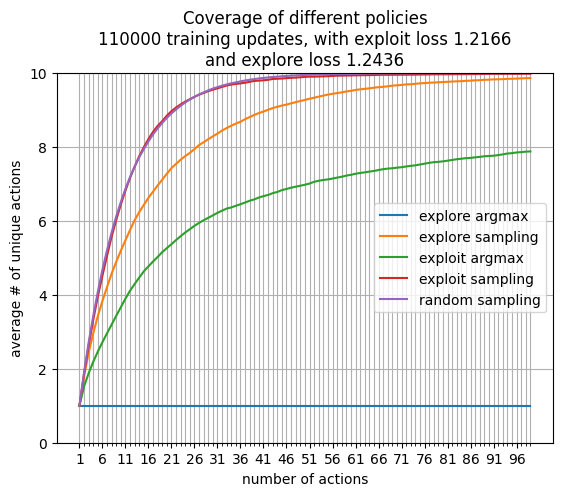 Coverage of different policies
110000 training updates, with exploit loss 1.2166
and explore loss 1.2436
10
8
6
4
2
0
average # of unique actions
explore argmax
explore sampling
exploit argmax
exploit sampling
random sampling
1 6 11 16 21 26 31 36 41 46 51 56 61 66 71 76 81 86 91 96
number of actions